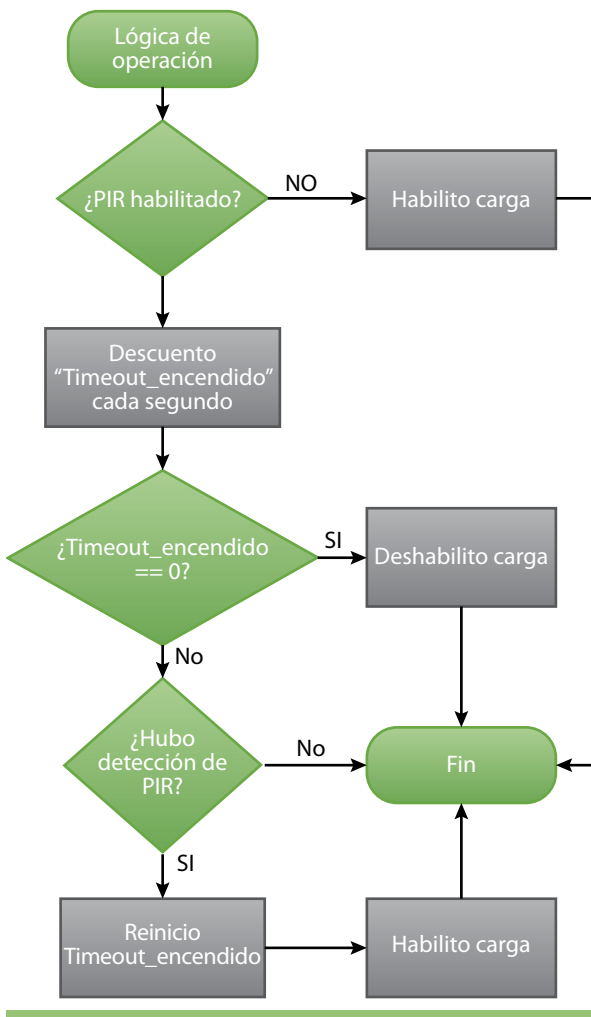 Lógica de
operación
¿PIR habilitado?
NO
Habilito carga
Descuento
“Timeout_encendido”
cada segundo
¿Timeout_encendido
== 0?
SI
Deshabilito carga
No
¿Hubo
detección de
PIR?
No
Fin
SI
Reinicio
Timeout_encendido
Habilito carga